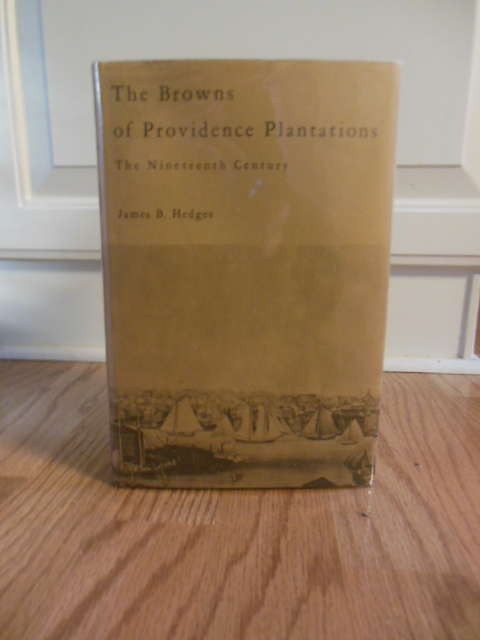 The Browns
of Providence Plantations
The Nineteenth Century
James B. Hedges